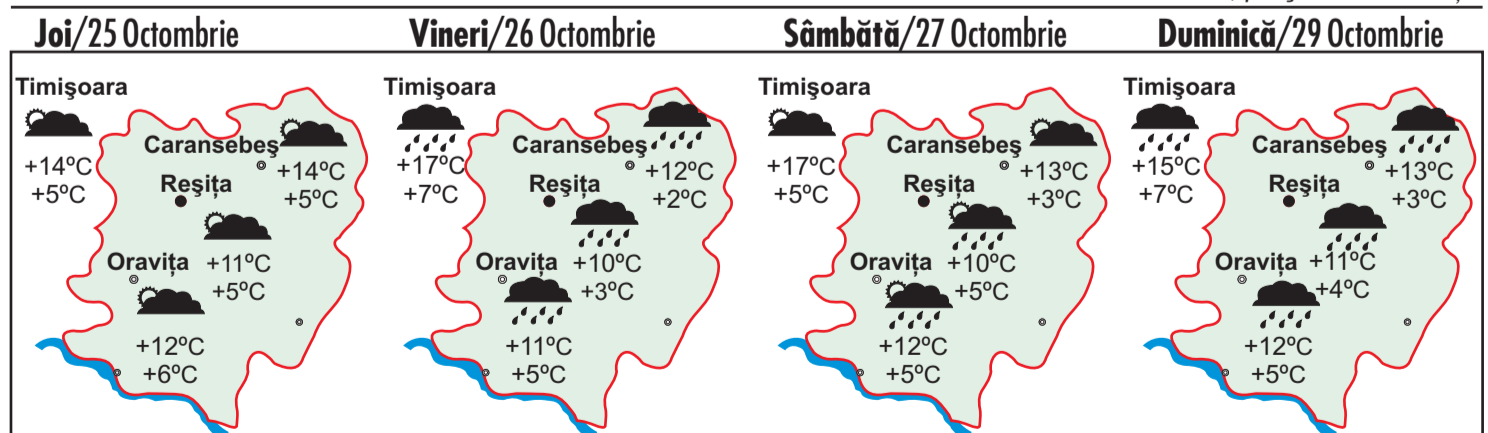 Joi/25 Octombrie
Vineri/26 Octombrie
Sâmbătă/27 Octombrie
Duminică/29 Octombrie
Timişoara
+14ºC
+5ºC
Caransebeş
+14ºC
+5ºC
Reşiţa
+11ºC
+5ºC
Oraviţa
+12ºC
+6ºC
Timişoara
+17ºC
+7ºC
Caransebeş
+12ºC
+2ºC
Reşiţa
+10ºC
+3ºC
Oraviţa
+11ºC
+5ºC
Timişoara
+17ºC
+5ºC
Caransebeş
+13ºC
+3ºC
Reşiţa
+10ºC
+5ºC
Oraviţa
+12ºC
+5ºC
Timişoara
+15ºC
+7ºC
Caransebeş
+13ºC
+3ºC
Reşiţa
+11ºC
+4ºC
Oraviţa
+12ºC
+5ºC